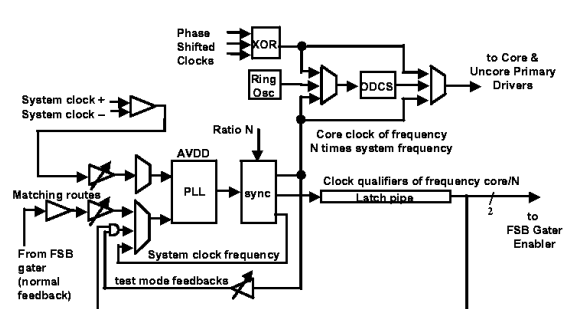 Phase
Shifted
Clocks
XOR
to Core &
Uncore Primary
Drivers
Ring
Osc
ODCS
System clock +
System clock –
Ratio N
Core clock of frequency
N times system frequency
AVDD
PLL
sync
Clock qualifiers of frequency core/N
Latch pipe
2
to
FSB Gater
Enabler
Matching routes
From FSB
gater
(normal
feedback)
System clock frequency
test mode feedbacks